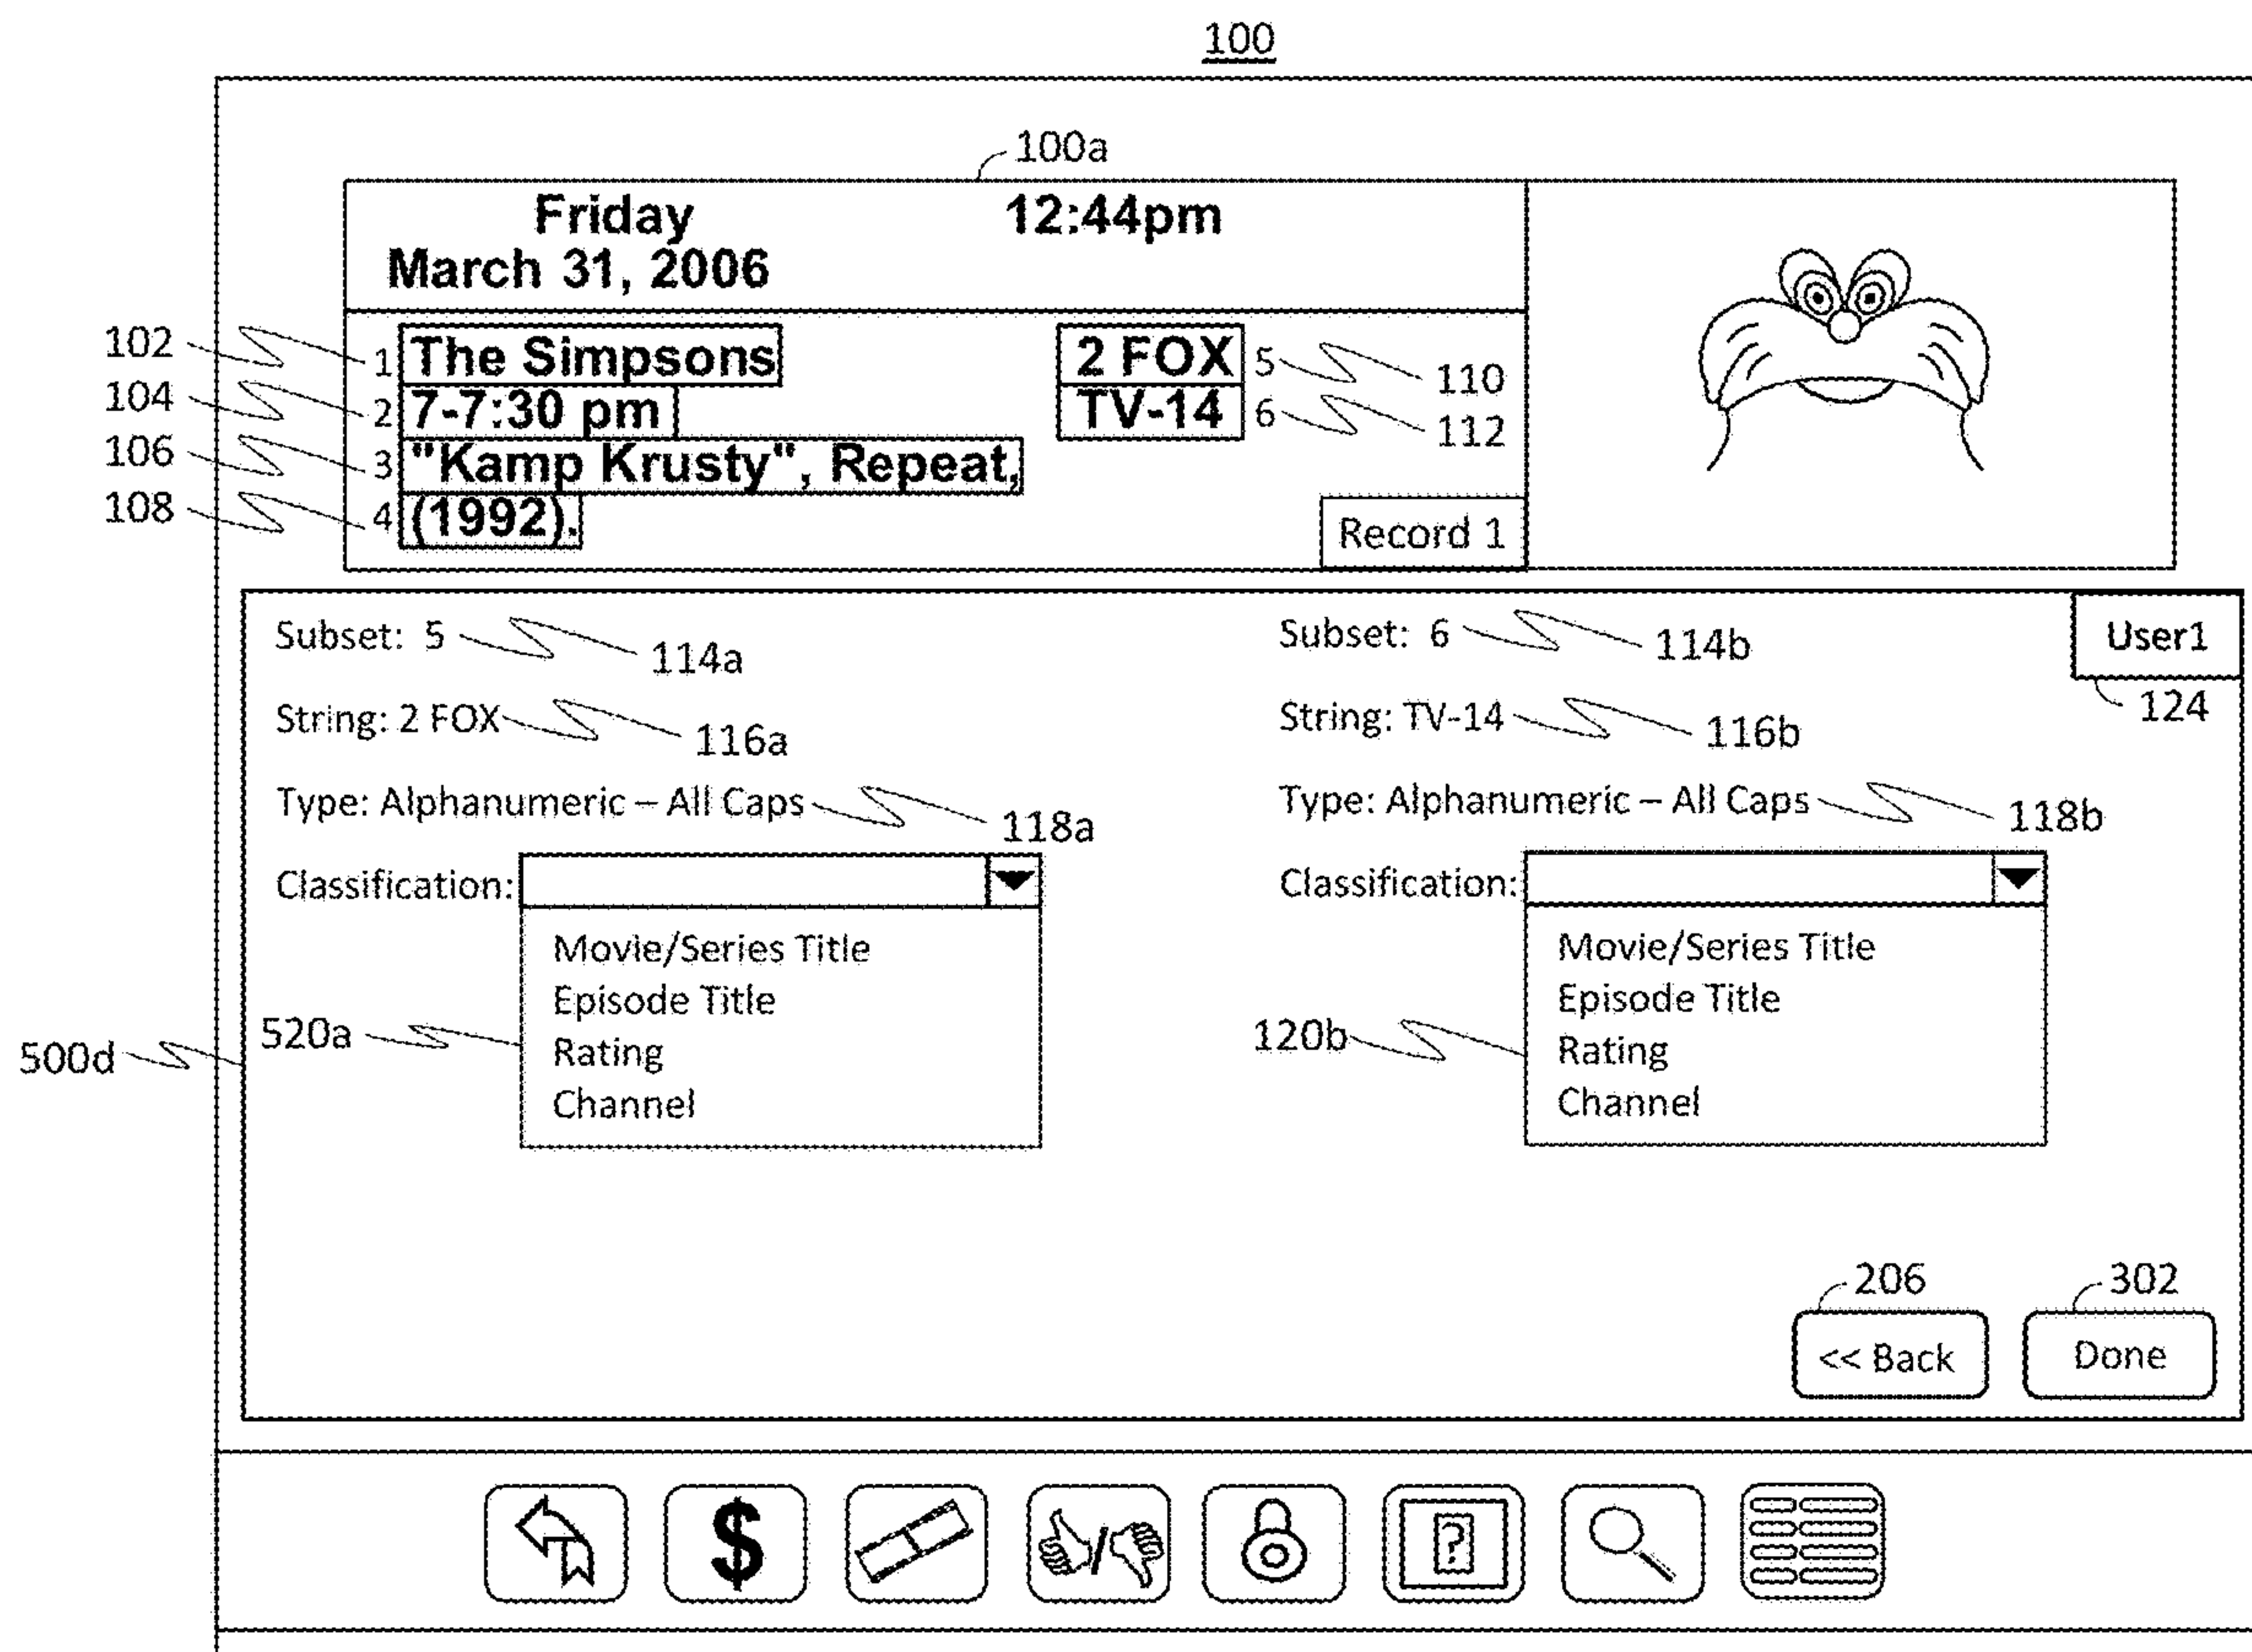 100
100a
Friday 12:44pm
March 31, 2006
102 1 The Simpsons 2 FOX 5 110
104 2 7-7:30 pm TV-14 6 112
106 3 "Kamp Krusty", Repeat,
108 4 (1992).
Record 1
Subset: 5 114a Subset: 6 114b User1
124
String: 2 FOX 116a String: TV-14 116b
Type: Alphanumeric – All Caps 118a Type: Alphanumeric – All Caps 118b
Classification: Classification:
Movie/Series Title Movie/Series Title
Episode Title Episode Title
500d 520a Rating 120b Rating
Channel Channel
206 302
<< Back Done
$ / ?